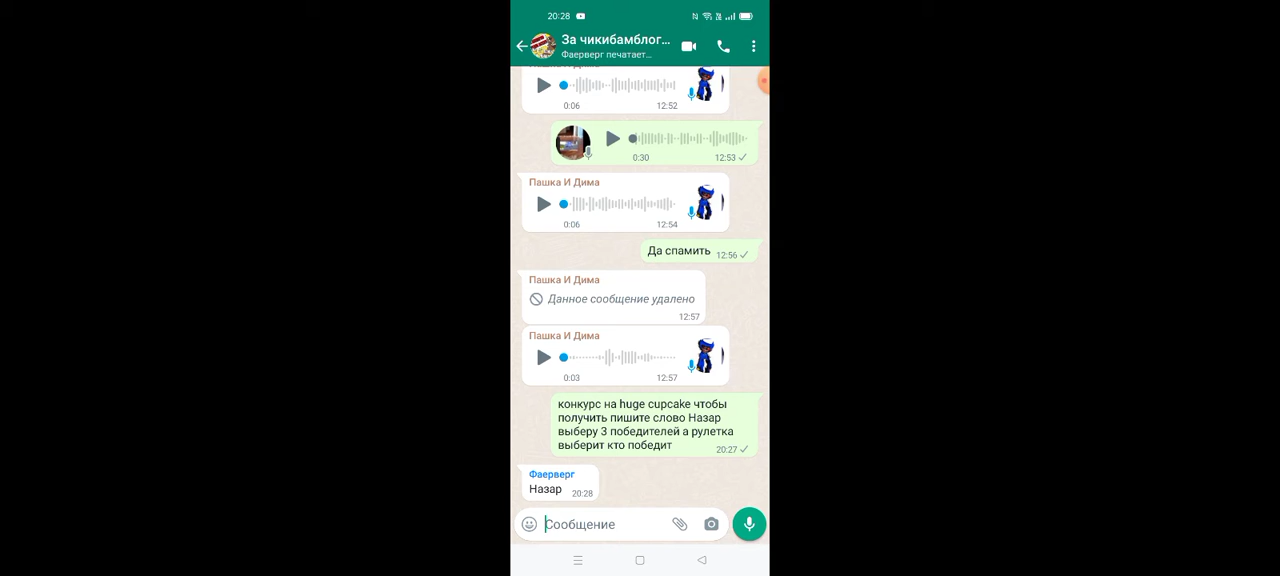 20:28
За чикибамблог...
Фаерверг печатает...
0:06 12:52
0:30 12:53
Пашка И Дима
0:06 12:54
Да спамить 12:56
Пашка И Дима
Данное сообщение удалено
12:57
Пашка И Дима
0:03 12:57
конкурс на huge cupcake чтобы
получить пишите слово Назар
выберу 3 победителей а рулетка
выберит кто победит
20:27
Фаерверг
Назар 20:28
Сообщение